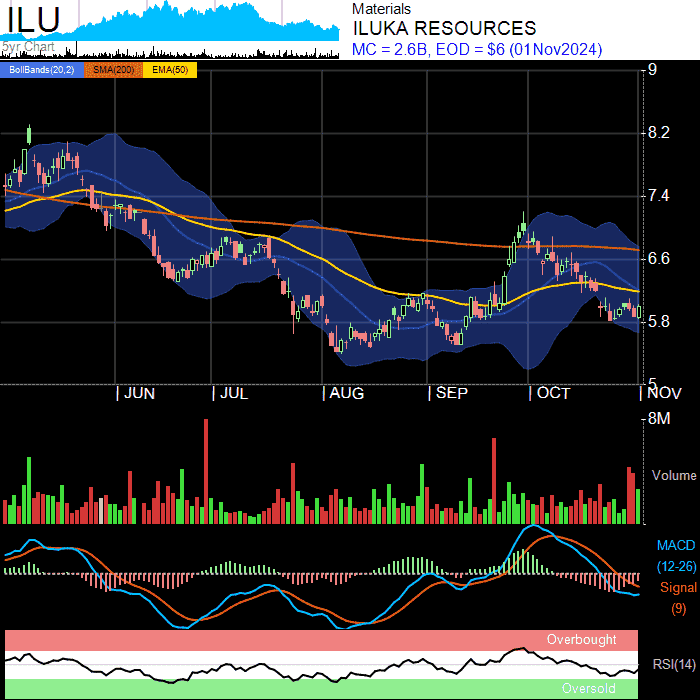 ILU
5yr Chart
Materials
ILUKA RESOURCES
MC = 2.6B, EOD = $6 (01Nov2024)
BollBands(20,2) SMA(200) EMA(50)
9
8.2
7.4
6.6
5.8
5
JUN JUL AUG SEP OCT NOV
8M
Volume
MACD
(12-26)
Signal
(9)
Overbought
RSI(14)
Oversold